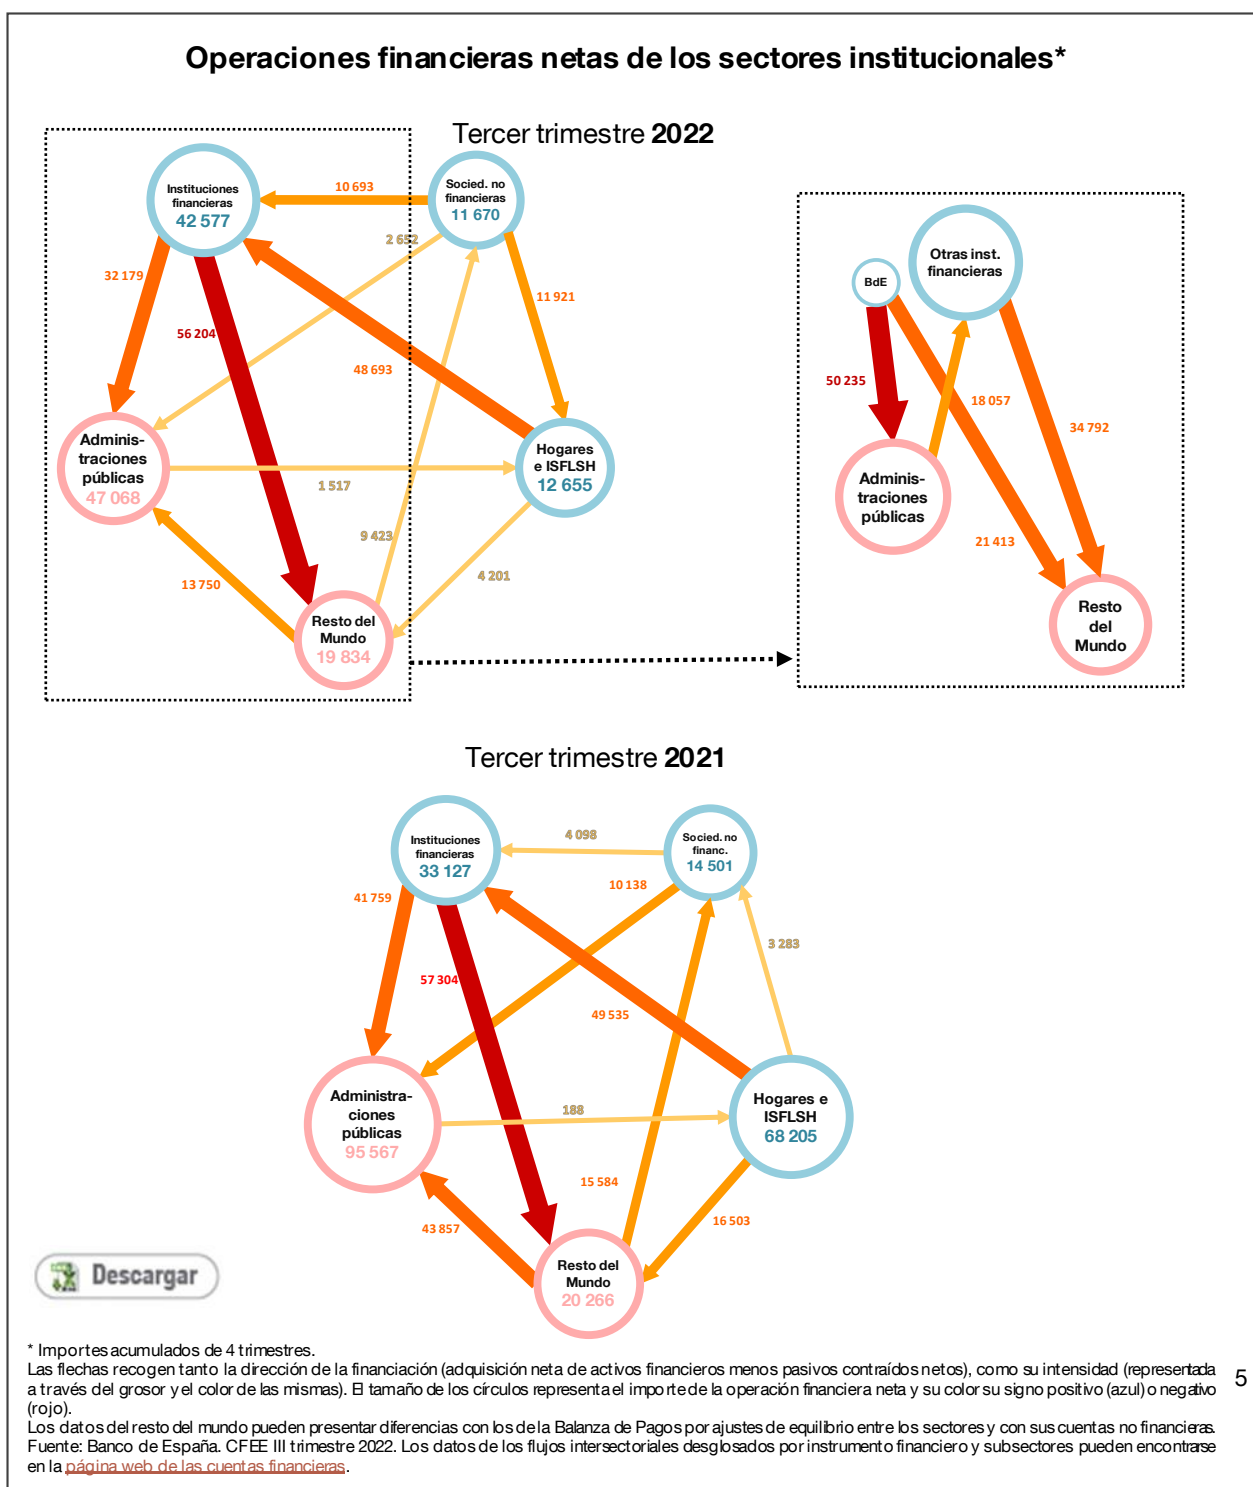 Operaciones financieras netas de los sectores institucionales*
Tercer trimestre 2022
Instituciones
financieras
42 577
10 693
Socied. no
financieras
11 670
2 652
32 179
56 204
11 921
48 693
Adminis-
traciones
públicas
47 068
1 517
Hogares
e ISFLSH
12 655
9 423
4 201
13 750
Resto del
Mundo
19 834
Otras inst.
financieras
BdE
50 235
18 057
34 792
Adminis-
traciones
públicas
21 413
Resto
del
Mundo
Tercer trimestre 2021
Instituciones
financieras
33 127
4 098
Socied. no
financ.
14 501
41 759
10 138
3 283
57 304
49 535
Administra-
ciones
públicas
95 567
188
Hogares e
ISFLSH
68 205
15 584
16 503
43 857
Resto del
Mundo
20 266
Descargar
* Importes acumulados de 4 trimestres.
Las flechas recogen tanto la dirección de la financiación (adquisición neta de activos financieros menos pasivos contraídos netos), como su intensidad (representada
a través del grosor y el color de las mismas). El tamaño de los círculos representa el importe de la operación financiera neta y su color su signo positivo (azul) o negativo
(rojo).
Los datos del resto del mundo pueden presentar diferencias con los de la Balanza de Pagos por ajustes de equilibrio entre los sectores y con sus cuentas no financieras.
Fuente: Banco de España. CFEE III trimestre 2022. Los datos de los flujos intersectoriales desglosados por instrumento financiero y subsectores pueden encontrarse
en la página web de las cuentas financieras.
5